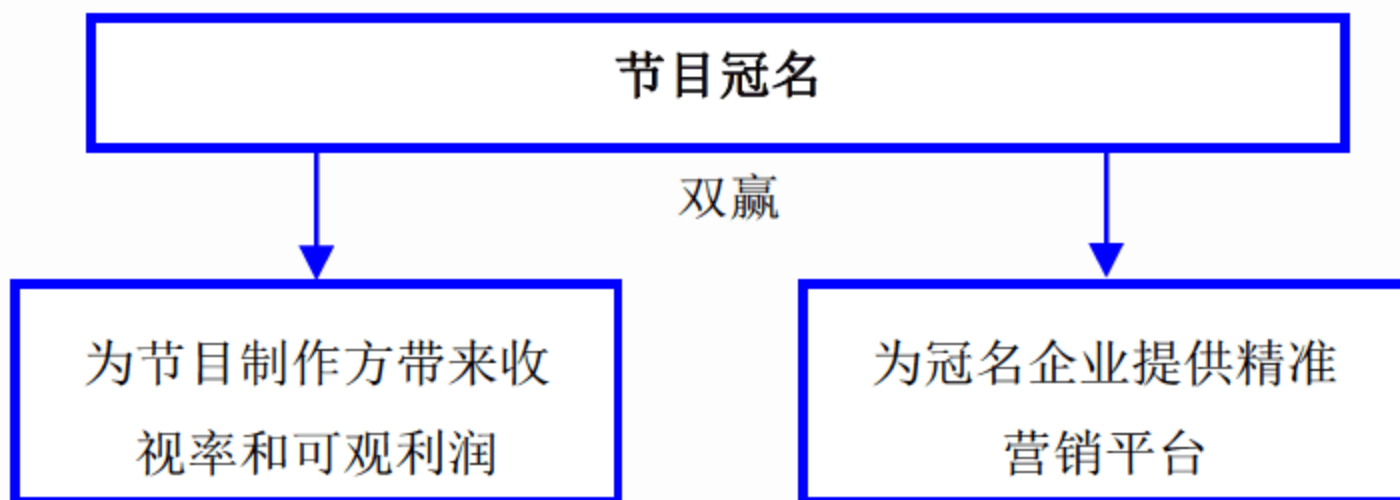 节目冠名
双赢
为节目制作方带来收
视率和可观利润
为冠名企业提供精准
营销平台